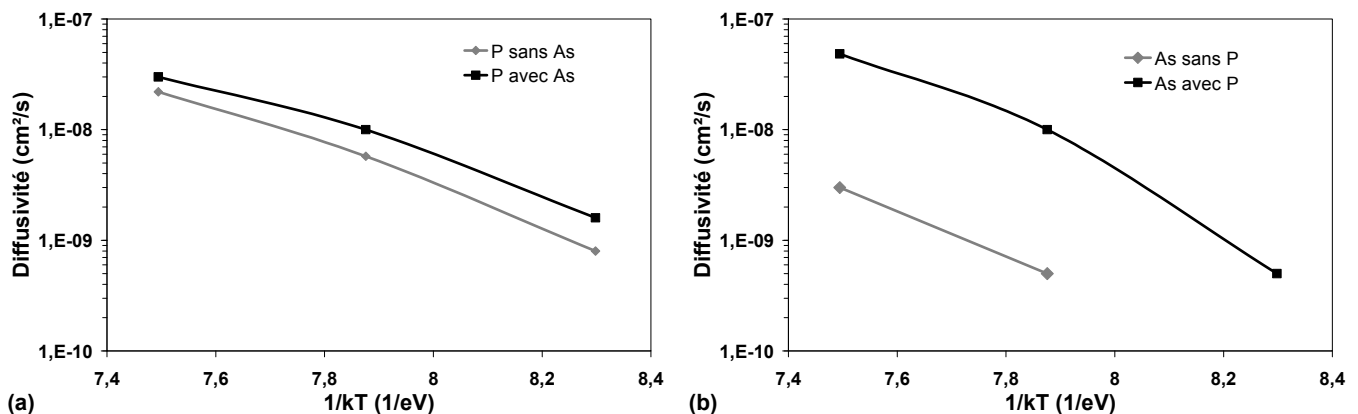 Diffusivité (cm²/s)
1,E-07
1,E-08
1,E-09
1,E-10
P sans As
P avec As
7,4 7,6 7,8 8 8,2 8,4
1/kT (1/eV)
(a)
Diffusivité (cm²/s)
1,E-07
1,E-08
1,E-09
1,E-10
As sans P
As avec P
7,4 7,6 7,8 8 8,2 8,4
1/kT (1/eV)
(b)